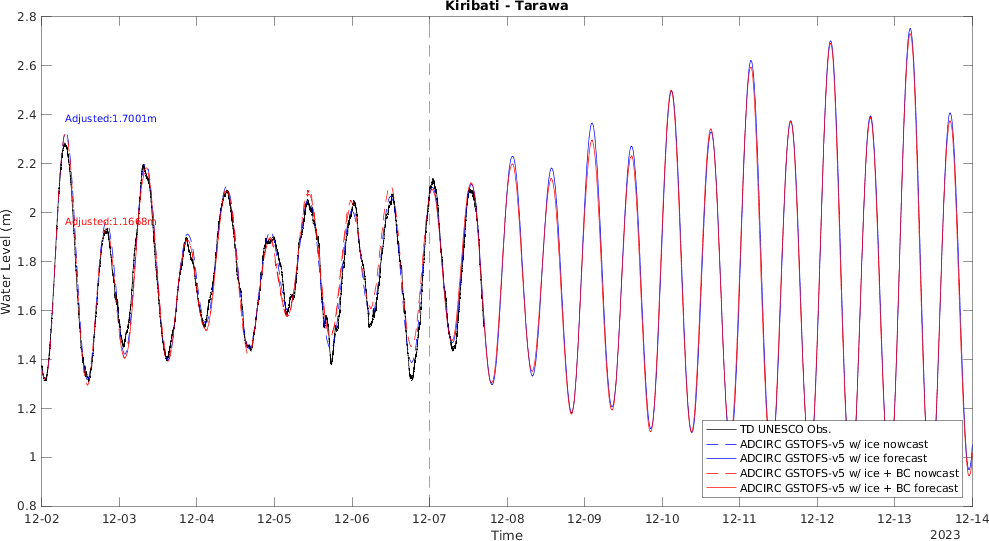 Kiribati - Tarawa
2.8
2.6
2.4
2.2
2
1.8
1.6
1.4
1.2
1
0.8
Water Level (m)
Adjusted:1.7001m
Adjusted:1.1668m
TD UNESCO Obs.
ADCIRC GSTOFS-v5 w/ ice nowcast
ADCIRC GSTOFS-v5 w/ ice forecast
ADCIRC GSTOFS-v5 w/ ice + BC nowcast
ADCIRC GSTOFS-v5 w/ ice + BC forecast
12-02 12-03 12-04 12-05 12-06 12-07 12-08 12-09 12-10 12-11 12-12 12-13 12-14
Time
2023